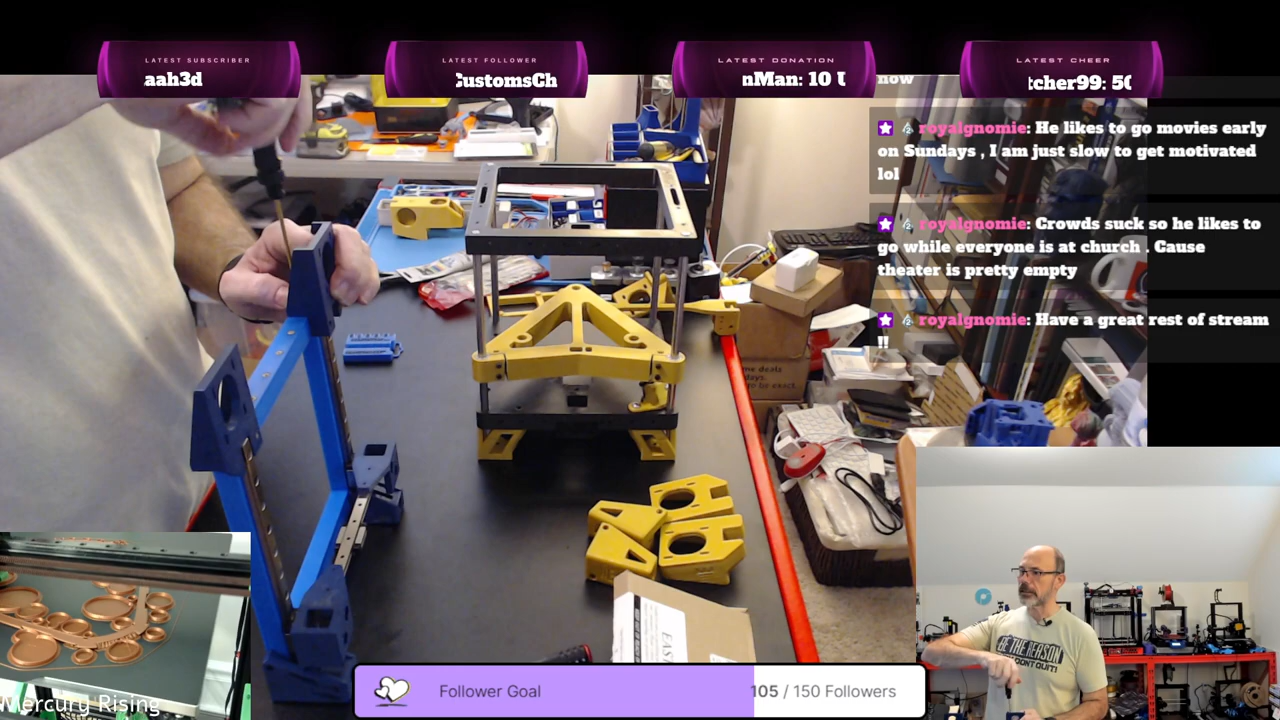 LATEST SUBSCRIBER
aah3d
LATEST FOLLOWER
CustomsCh
LATEST DONATION
nMan: 10
LATEST CHEER
tcher99: 50
now
royalgnomie: He likes to go movies early
on Sundays , I am just slow to get motivated
lol
royalgnomie: Crowds suck so he likes to
go while everyone is at church . Cause
theater is pretty empty
royalgnomie: Have a great rest of stream
!!
BE THE REASON
DON'T QUIT!
Mercury Rising
Follower Goal
105 / 150 Followers